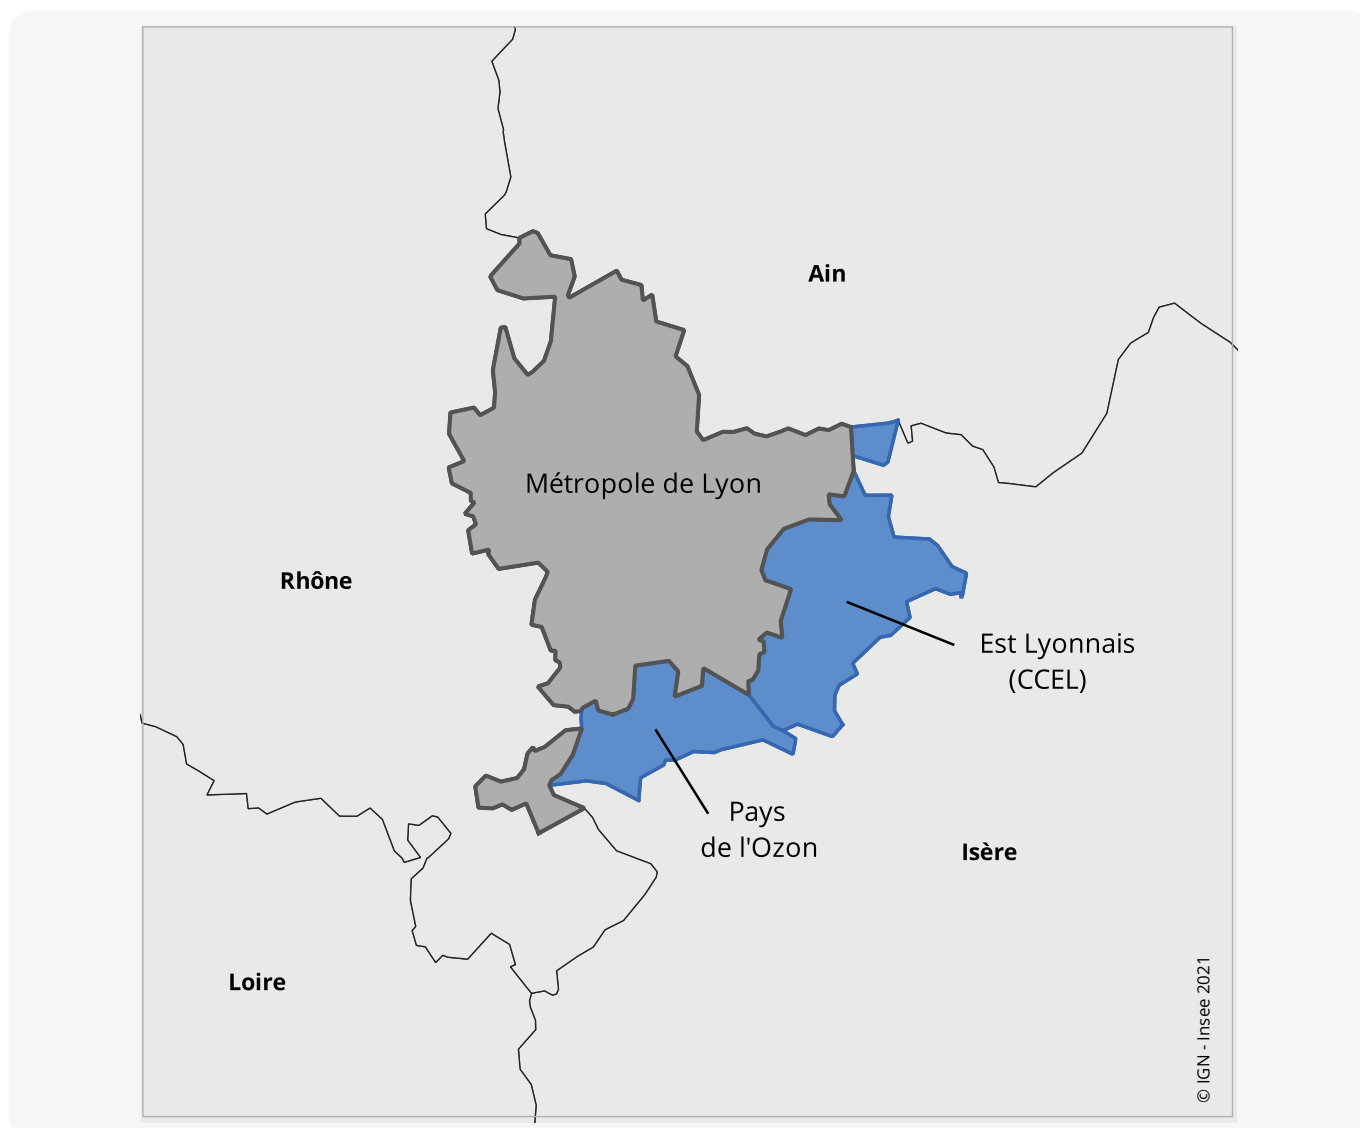 Ain
Métropole de Lyon
Rhône
Est Lyonnais
(CCEL)
Pays
de l'Ozon
Isère
Loire
© IGN - Insee 2021